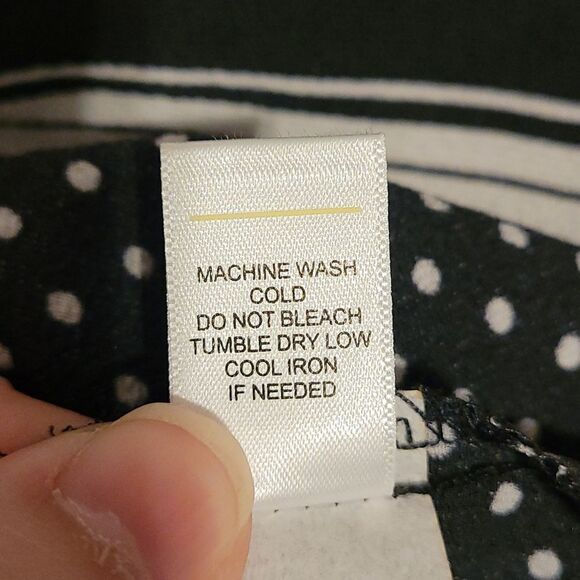 MACHINE WASH
COLD
DO NOT BLEACH
TUMBLE DRY LOW
COOL IRON
IF NEEDED